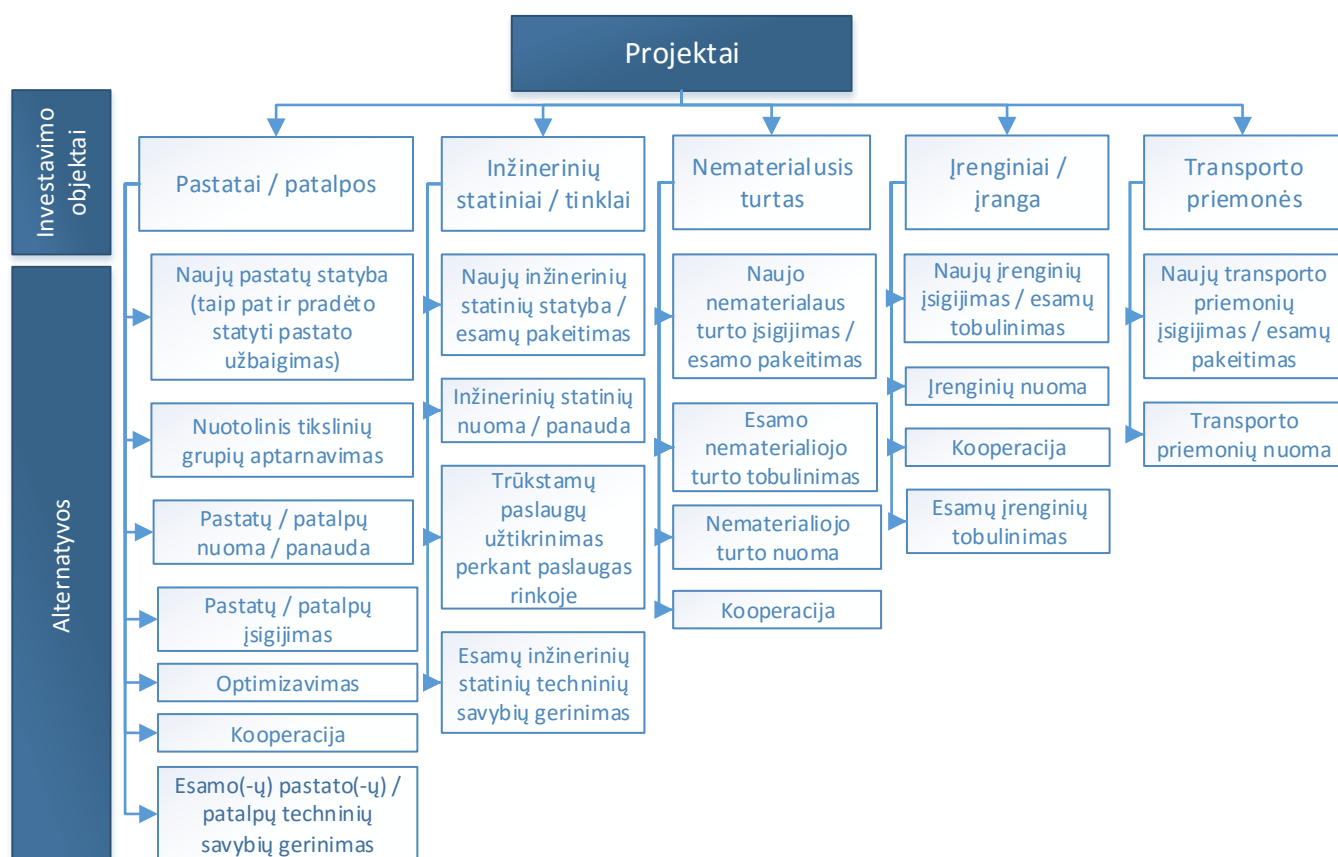 Projektai
Investavimo
objektai
Pastatai / patalpos
Inžinerinių
statiniai / tinklai
Nematerialusis
turtas
Įrenginiai /
įranga
Transporto
priemonės
Alternatyvos
Naujų pastatų statyba
(taip pat ir pradėto
statyti pastato
užbaigimas)
Nuotolinis tikslinių
grupių aptarnavimas
Pastatų / patalpų
nuoma / panauda
Pastatų / patalpų
įsigijimas
Optimizavimas
Kooperacija
Esamo(-ų) pastato(-ų) /
patalpų techninių
savybių gerinimas
Naujų inžinerinių
statinių statyba /
esamų pakeitimas
Inžinerinių statinių
nuoma / panauda
Trūkstamų
paslaugų
užtikrinimas
perkant paslaugas
rinkoje
Esamų inžinerinių
statinių techninių
savybių gerinimas
Naujo
nematerialaus
turto įsigijimas /
esamo pakeitimas
Esamo
nematerialiojo
turto tobulinimas
Nematerialiojo
turto nuoma
Kooperacija
Naujų įrenginių
įsigijimas / esamų
tobulinimas
Įrenginių nuoma
Kooperacija
Esamų įrenginių
tobulinimas
Naujų transporto
priemonių
įsigijimas / esamų
pakeitimas
Transporto
priemonių nuoma